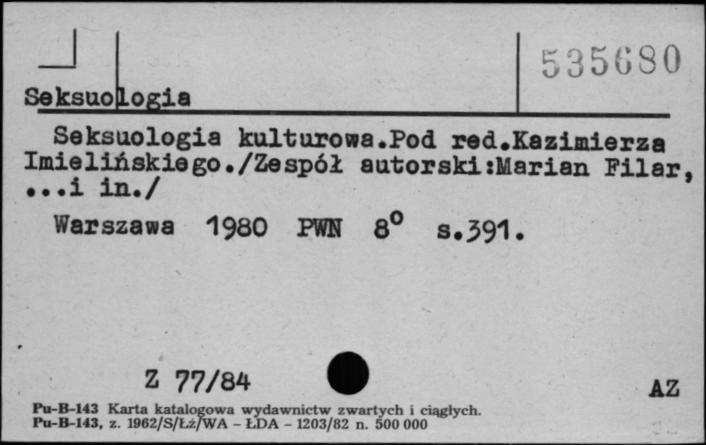 535680
Seksuologia
Seksuologia kulturowa.Pod red.Kazimierza
Imielińskiego./Zespół autorski:Marian Filar,
...i in./
Warszawa 1980 PWN 8° s.391.
Z 77/84
AZ
Pu-B-143 Karta katalogowa wydawnictw zwartych i ciągłych.
Pu-B-143, z. 1962/S/Łż/WA - ŁDA - 1203/82 n. 500 000